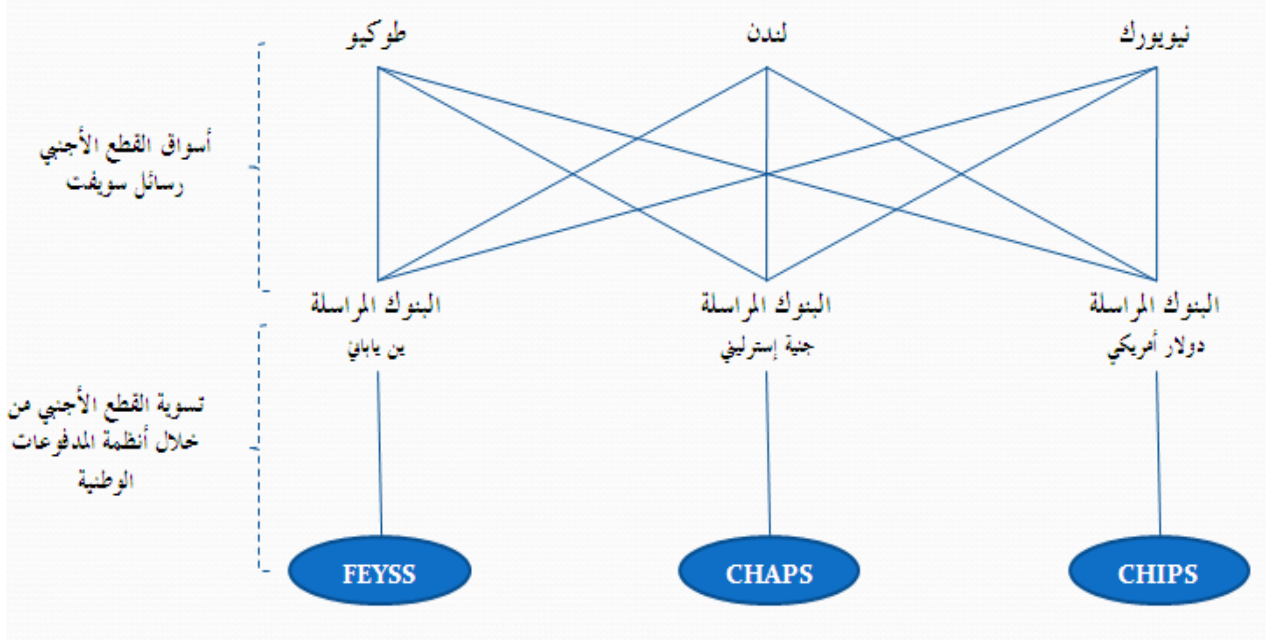 نيويورك
لندن
طوكيو
أسواق القطع الأجنبي
رسائل سويفت
البنوك المراسلة
البنوك المراسلة
البنوك المراسلة
دولار أمريكي
جنية إسترليني
ين ياباني
تسوية القطع الأجنبي من
خلال أنظمة المدفوعات
الوطنية
CHIPS
CHAPS
FEYSS